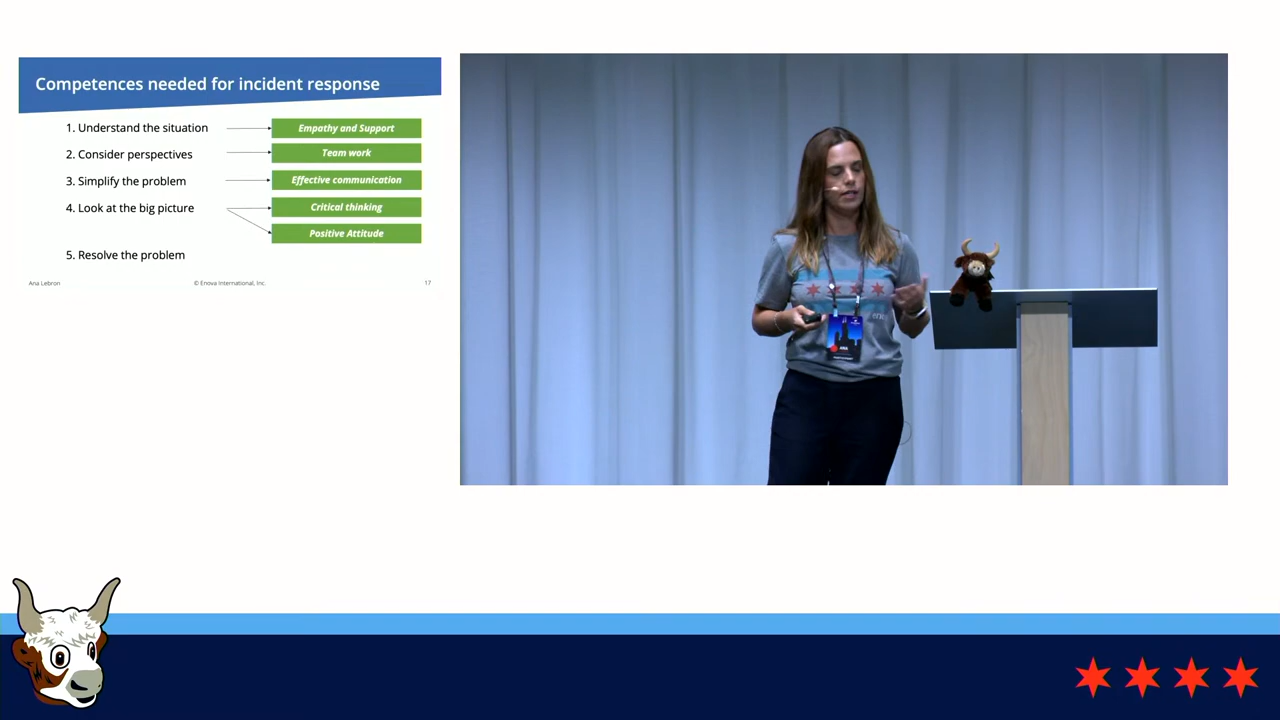 Competences needed for incident response
1. Understand the situation
Empathy and Support
2. Consider perspectives
Team work
3. Simplify the problem
Effective communication
4. Look at the big picture
Critical thinking
Positive Attitude
5. Resolve the problem
Ana Lebron
© Enova International, Inc.
17
ANA